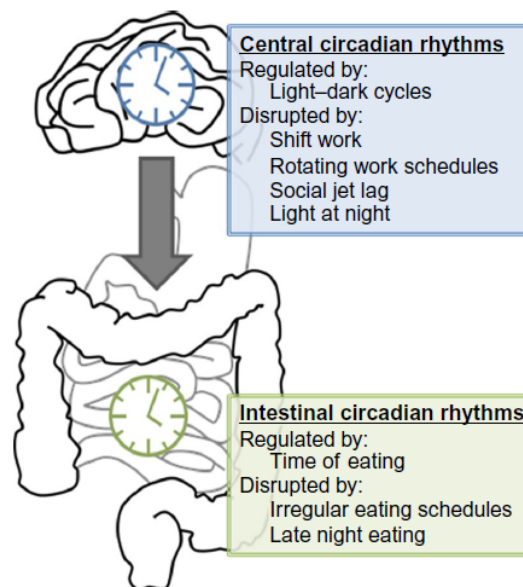 Central circadian rhythms
Regulated by:
Light–dark cycles
Disrupted by:
Shift work
Rotating work schedules
Social jet lag
Light at night
Intestinal circadian rhythms
Regulated by:
Time of eating
Disrupted by:
Irregular eating schedules
Late night eating